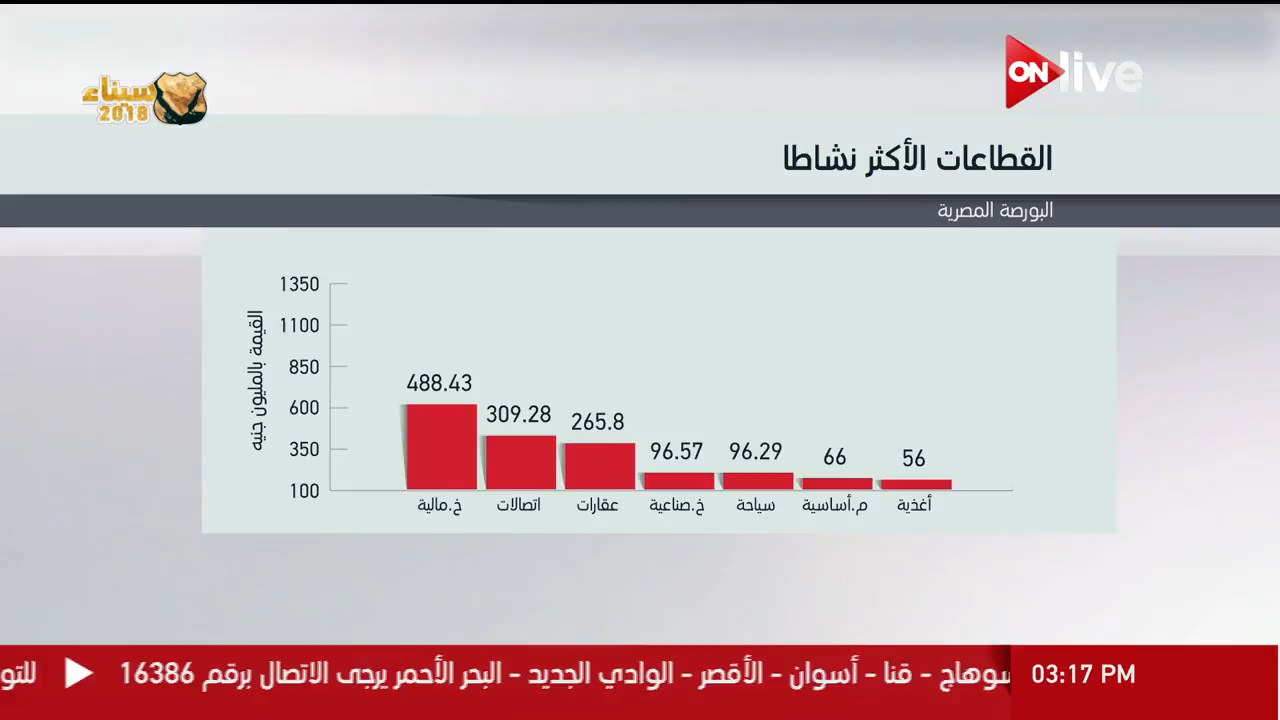 سيناء
2018
ON live
القطاعات الأكثر نشاطا
البورصة المصرية
القيمة بالمليون جنيه
1350
1100
850
600
350
100
488.43
309.28
265.8
96.57
96.29
66
56
خ.مالية
اتصالات
عقارات
خ.صناعية
سياحة
م.أساسية
أغذية
03:17 PM
سوهاج - قنا - أسوان - الأقصر - الوادي الجديد - البحر الأحمر يرجى الاتصال برقم 16386